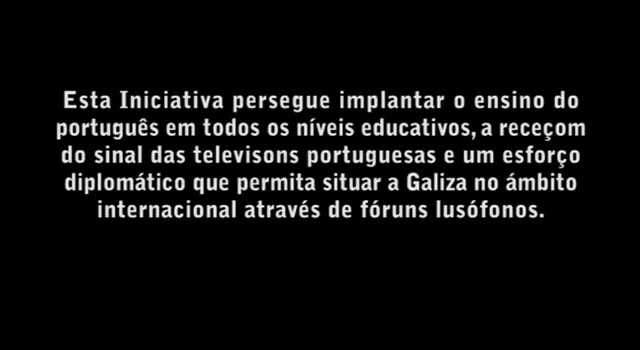 Esta Iniciativa persegue implantar o ensino do
português em todos os níveis educativos, a receçom
do sinal das televisons portuguesas e um esforço
diplomático que permita situar a Galiza no ámbito
internacional através de fóruns lusófonos.